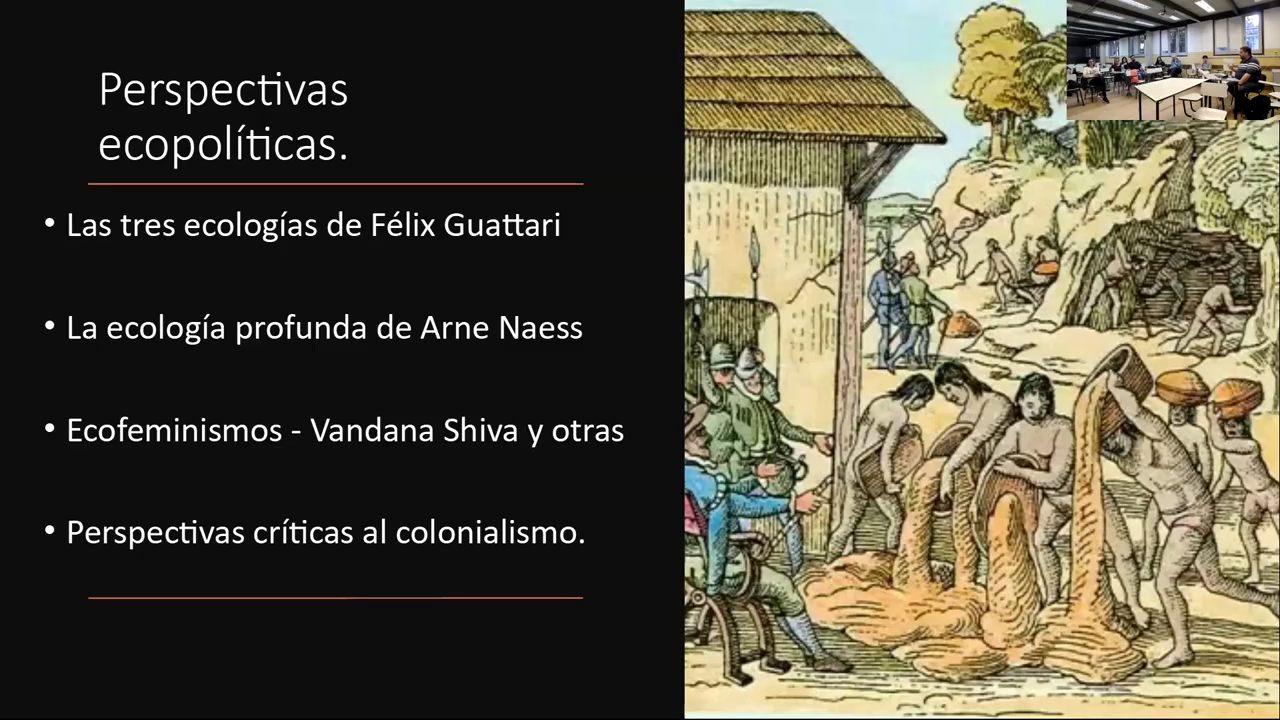 Perspectivas
ecopolíticas.
• Las tres ecologías de Félix Guattari
• La ecología profunda de Arne Naess
• Ecofeminismos - Vandana Shiva y otras
• Perspectivas críticas al colonialismo.